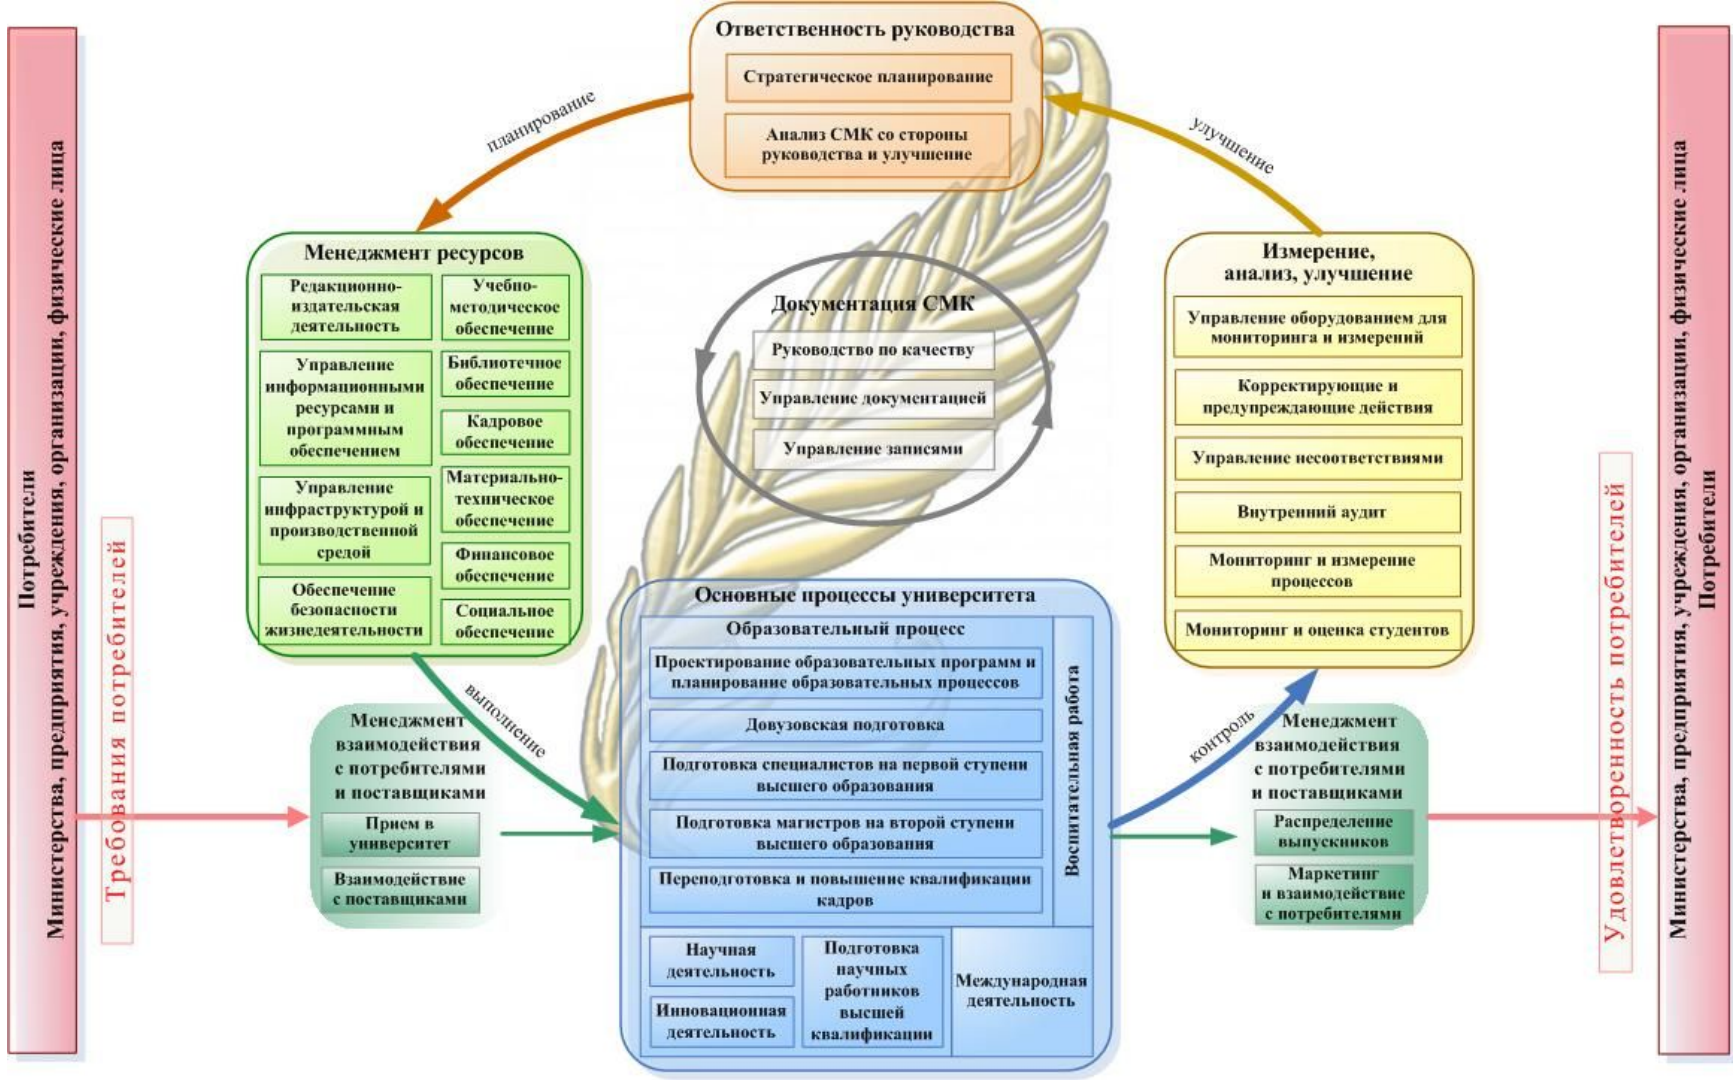 Потребители
Министерства, предприятия, учреждения, организации, физические лица
Требования потребителей
Ответственность руководства
Стратегическое планирование
Анализ СМК со стороны
руководства и улучшение
планирование
улучшение
Менеджмент ресурсов
Редакционно-
издательская
деятельность
Управление
информационными
ресурсами и
программным
обеспечением
Управление
инфраструктурой и
производственной
средой
Обеспечение
безопасности
жизнедеятельности
Учебно-
методическое
обеспечение
Библиотечное
обеспечение
Кадровое
обеспечение
Материально-
техническое
обеспечение
Финансовое
обеспечение
Социальное
обеспечение
Документация СМК
Руководство по качеству
Управление документацией
Управление записями
Измерение,
анализ, улучшение
Управление оборудованием для
мониторинга и измерений
Корректирующие и
предупреждающие действия
Управление несоответствиями
Внутренний аудит
Мониторинг и измерение
процессов
Мониторинг и оценка студентов
выполнение
контроль
Менеджмент
взаимодействия
с потребителями
и поставщиками
Прием в
университет
Взаимодействие
с поставщиками
Основные процессы университета
Образовательный процесс
Проектирование образовательных программ и
планирование образовательных процессов
Довузовская подготовка
Подготовка специалистов на первой ступени
высшего образования
Подготовка магистров на второй ступени
высшего образования
Переподготовка и повышение квалификации
кадров
Воспитательная работа
Научная
деятельность
Инновационная
деятельность
Подготовка
научных
работников
высшей
квалификации
Международная
деятельность
Менеджмент
взаимодействия
с потребителями
и поставщиками
Распределение
выпускников
Маркетинг
и взаимодействие
с потребителями
Удовлетворенность потребителей
Министерства, предприятия, учреждения, организации, физические лица
Потребители